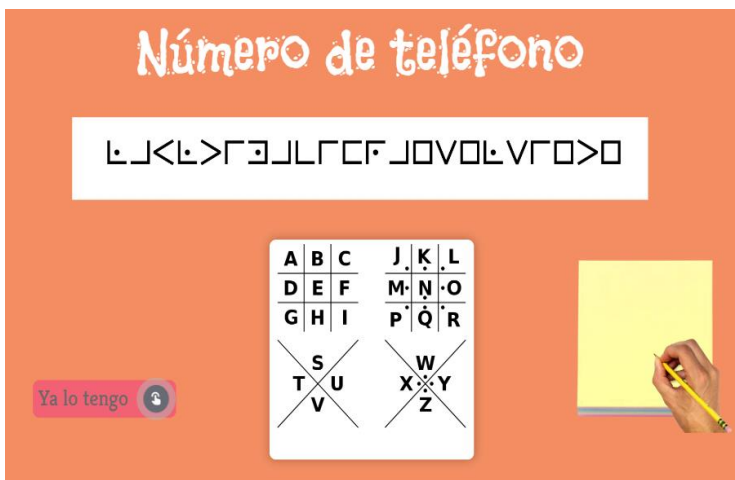 Número de teléfono
A B C J K L
D E F M N O
G H I P Q R
S W
T U X Y
V Z
Ya lo tengo